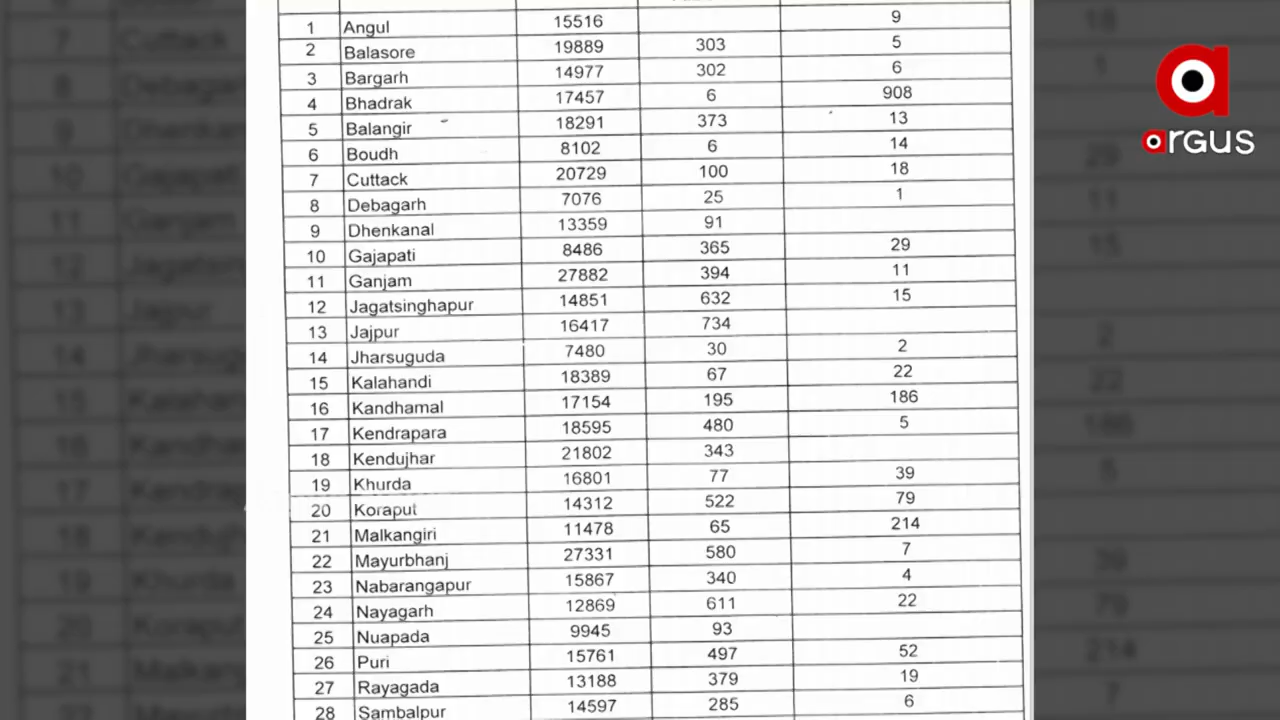 1 Angul 15516 9
2 Balasore 19889 303 5
3 Bargarh 14977 302 6
4 Bhadrak 17457 6 908
5 Balangir 18291 373 13
6 Boudh 8102 6 14
7 Cuttack 20729 100 18
8 Debagarh 7076 25 1
9 Dhenkanal 13359 91
10 Gajapati 8486 365 29
11 Ganjam 27882 394 11
12 Jagatsinghapur 14851 632 15
13 Jajpur 16417 734
14 Jharsuguda 7480 30 2
15 Kalahandi 18389 67 22
16 Kandhamal 17154 195 186
17 Kendrapara 18595 480 5
18 Kendujhar 21802 343
19 Khurda 16801 77 39
20 Koraput 14312 522 79
21 Malkangiri 11478 65 214
22 Mayurbhanj 27331 580 7
23 Nabarangapur 15867 340 4
24 Nayagarh 12869 611 22
25 Nuapada 9945 93
26 Puri 15761 497 52
27 Rayagada 13188 379 19
28 Sambalpur 14597 285 6
argus